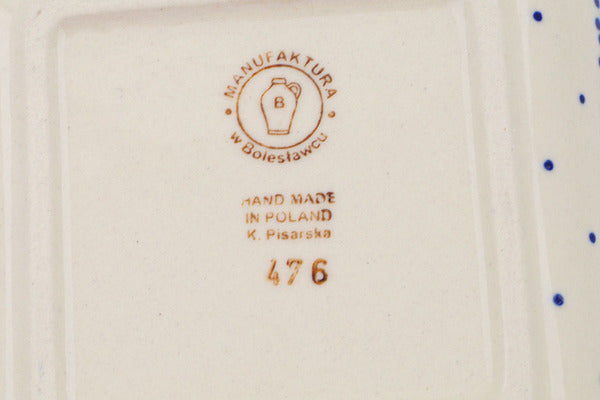 MANUFAKTURA
B
w Bolesławcu
HAND MADE
IN POLAND
K. Pisarska
476